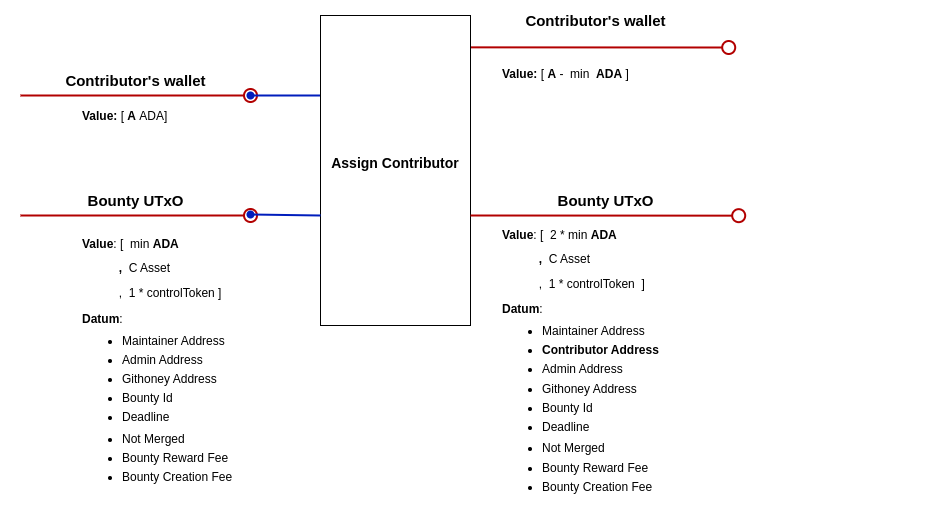 Contributor's wallet
Value: [ A ADA]
Bounty UTxO
Value: [ min ADA
, C Asset
, 1 * controlToken ]
Datum:
• Maintainer Address
• Admin Address
• Githoney Address
• Bounty Id
• Deadline
• Not Merged
• Bounty Reward Fee
• Bounty Creation Fee
Assign Contributor
Contributor's wallet
Value: [ A - min ADA ]
Bounty UTxO
Value: [ 2 * min ADA
, C Asset
, 1 * controlToken ]
Datum:
• Maintainer Address
• Contributor Address
• Admin Address
• Githoney Address
• Bounty Id
• Deadline
• Not Merged
• Bounty Reward Fee
• Bounty Creation Fee